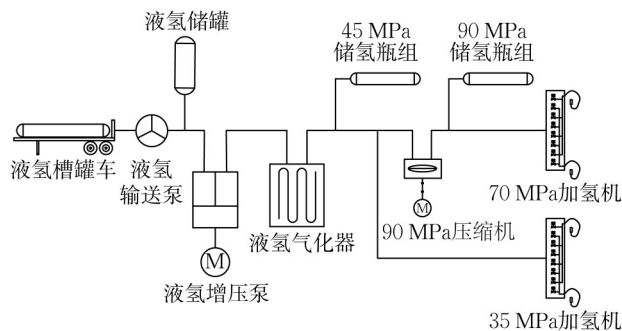 液氢储罐
45 MPa
储氢瓶组
90 MPa
储氢瓶组
液氢槽罐车
液氢
输送泵
M
液氢增压泵
液氢气化器
M
90 MPa压缩机
70 MPa加氢机
35 MPa加氢机